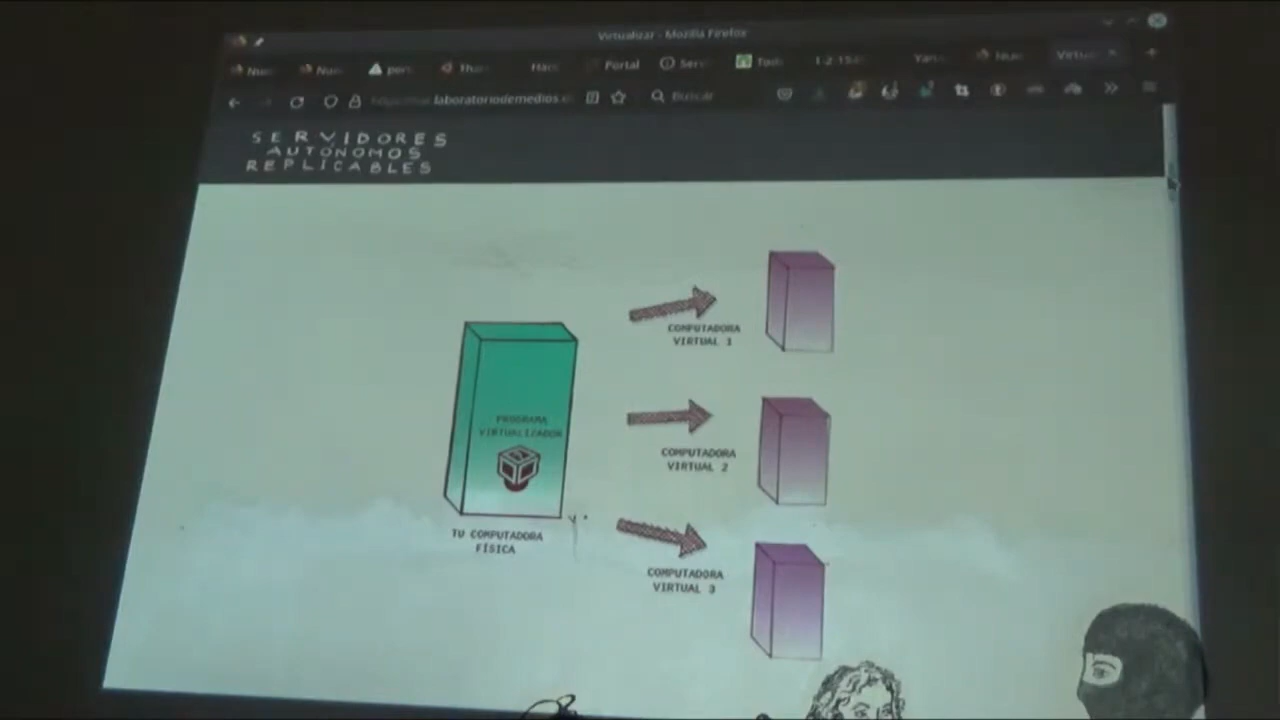 Virtualizar - Mozilla Firefox
Portal
laboratoriodemedios.
Buscar
SERVIDORES
AUTÓNOMOS
REPLICABLES
COMPUTADORA
VIRTUAL 1
PROGRAMA
VIRTUALIZADOR
COMPUTADORA
VIRTUAL 2
TU COMPUTADORA
FÍSICA
COMPUTADORA
VIRTUAL 3